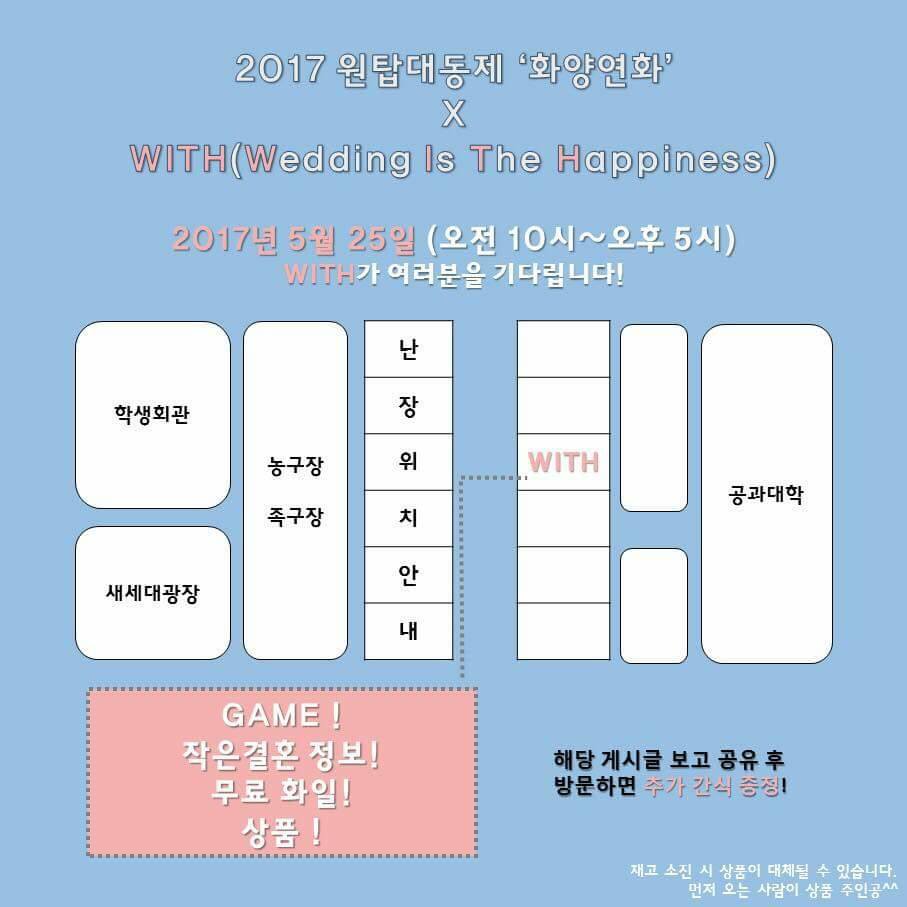 2017 원탑대동제 ‘화양연화’
X
WITH(Wedding Is The Happiness)
2017년 5월 25일 (오전 10시~오후 5시)
WITH가 여러분을 기다립니다!
학생회관
새세대광장
농구장
족구장
난
장
위
치
안
내
WITH
공과대학
GAME !
작은결혼 정보!
무료 화일!
상품 !
해당 게시글 보고 공유 후
방문하면 추가 간식 증정!
재고 소진 시 상품이 대체될 수 있습니다.
먼저 오는 사람이 상품 주인공^^